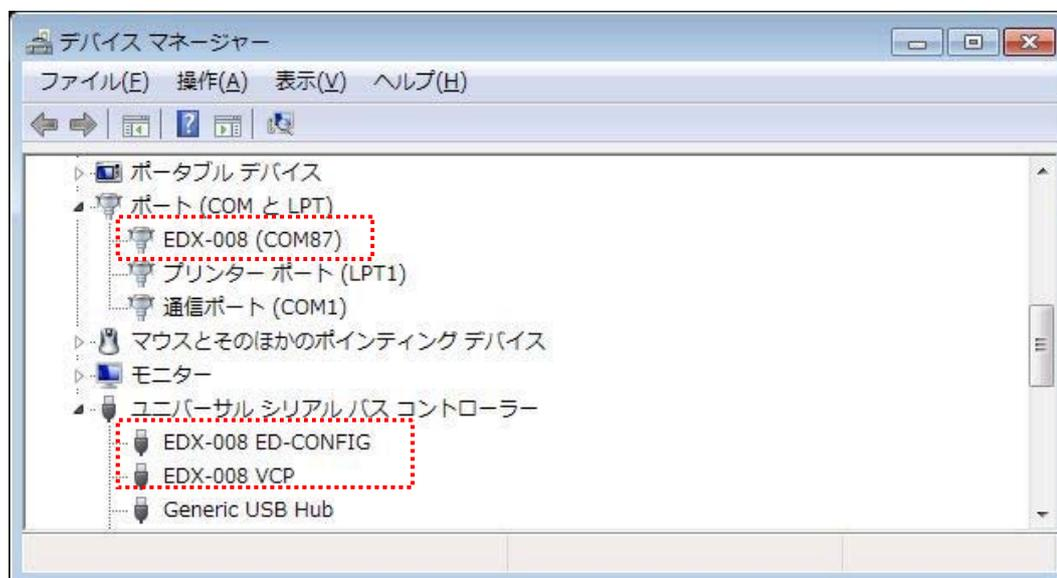 デバイス マネージャー
ファイル(F) 操作(A) 表示(V) ヘルプ(H)
ポータブル デバイス
ポート (COM と LPT)
EDX-008 (COM87)
プリンター ポート (LPT1)
通信ポート (COM1)
マウスとそのほかのポインティング デバイス
モニター
ユニバーサル シリアル バス コントローラー
EDX-008 ED-CONFIG
EDX-008 VCP
Generic USB Hub